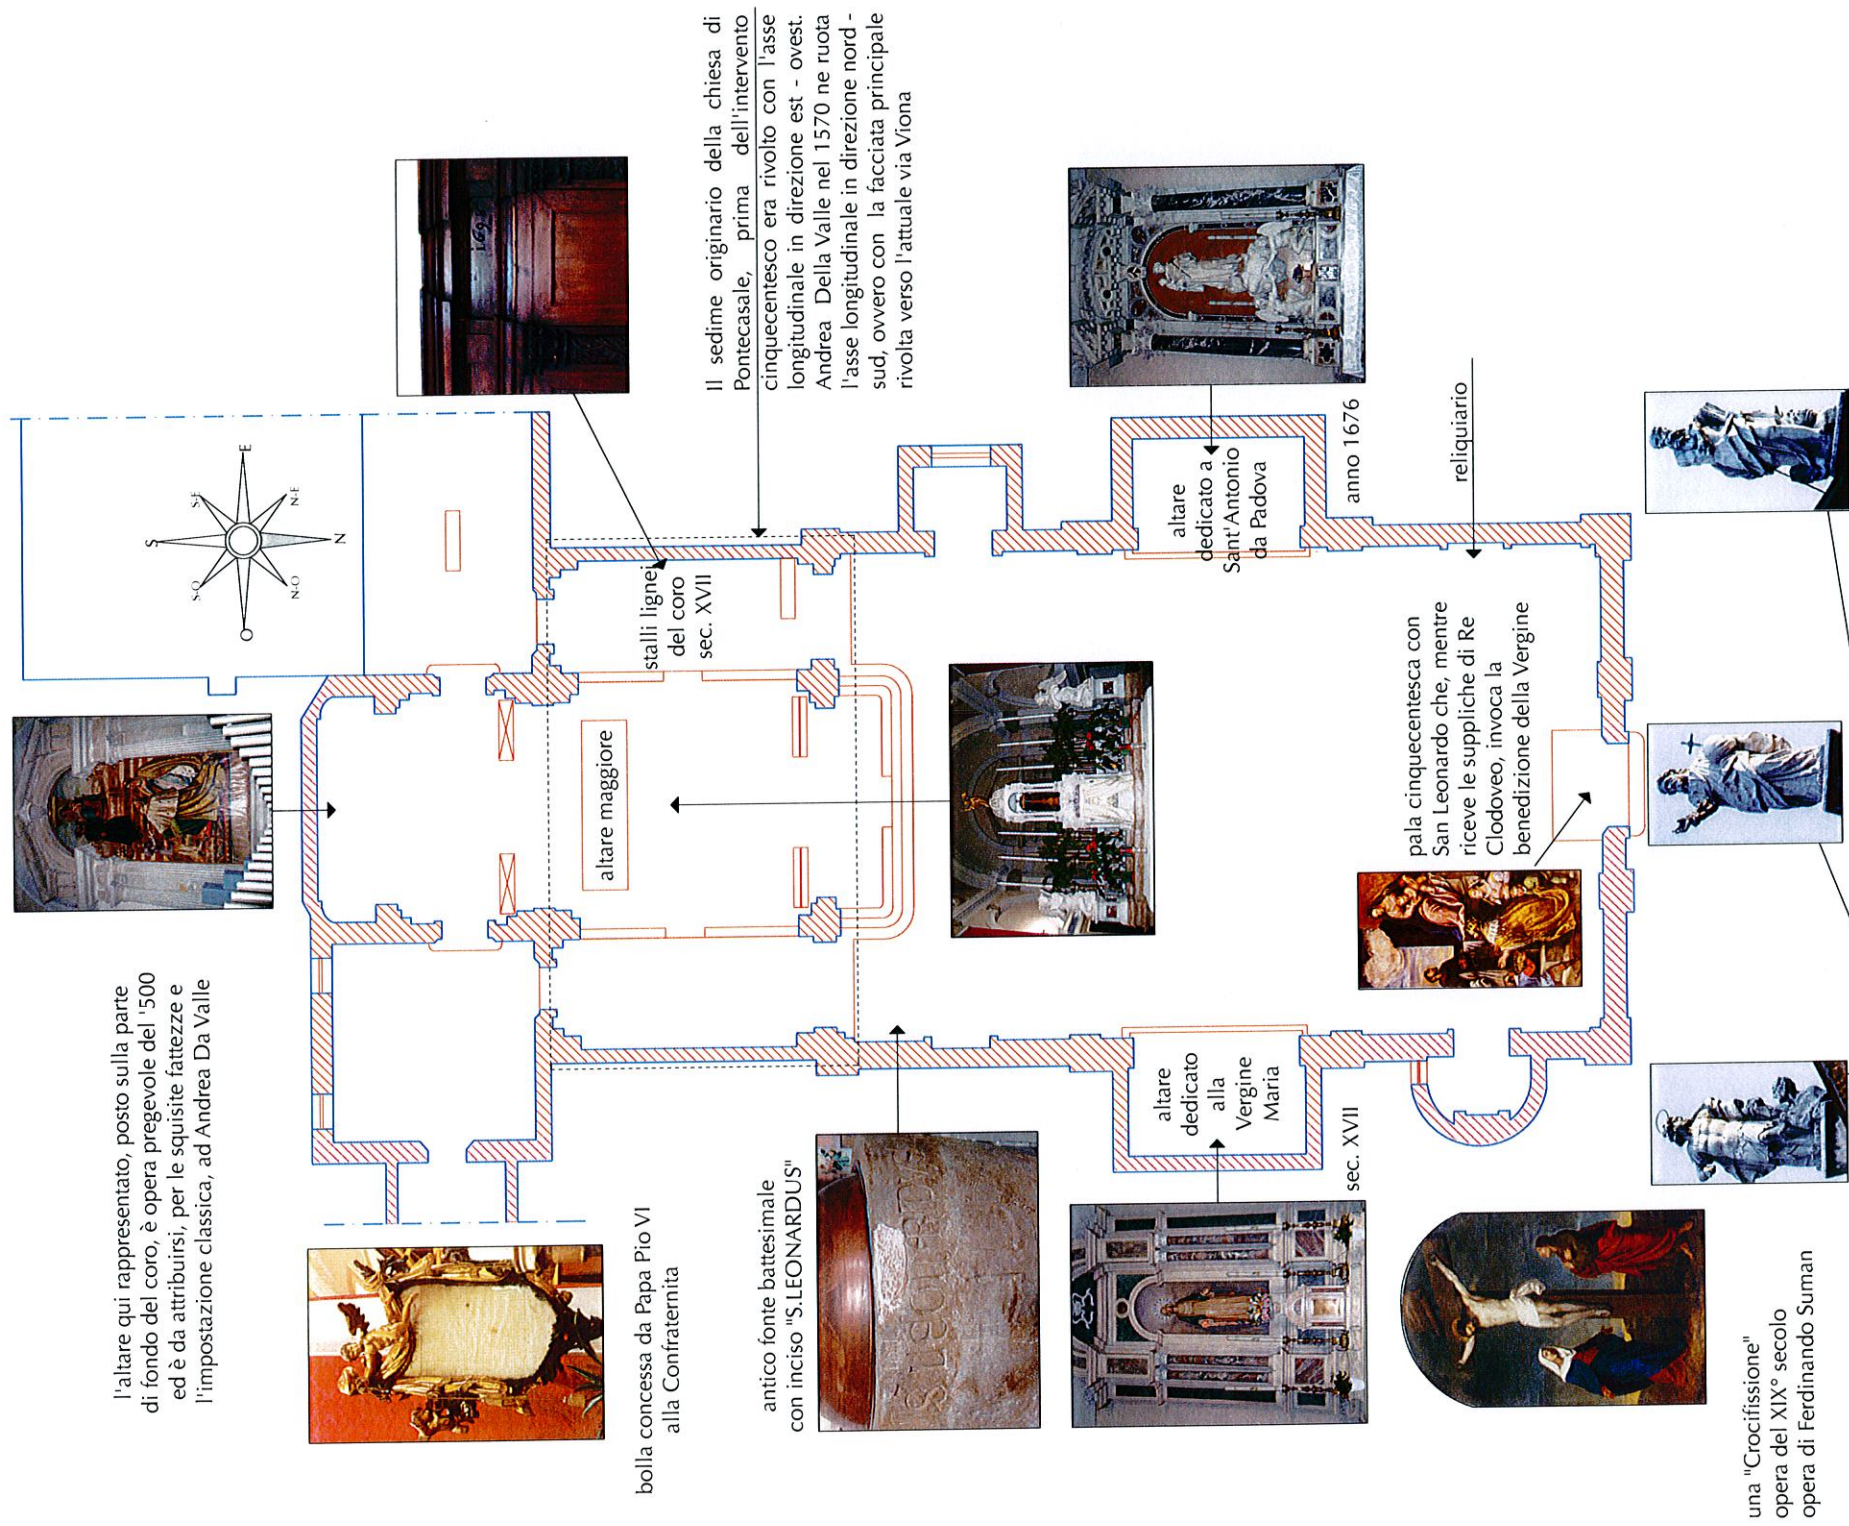 l'altare qui rappresentato, posto sulla parte
di fondo del coro, è opera pregevole del '500
ed è da attribuirsi, per le squisite fattezze e
l'impostazione classica, ad Andrea Da Valle
S
S-E
E
N-E
N
N-O
O
S-O
Il sedime originario della chiesa di
Pontecasale, prima dell'intervento
cinquecentesco era rivolto con l'asse
longitudinale in direzione est - ovest.
Andrea Della Valle nel 1570 ne ruota
l'asse longitudinale in direzione nord -
sud, ovvero con la facciata principale
rivolta verso l'attuale via Viona
stalli lignei
del coro
sec. XVII
altare maggiore
bolla concessa da Papa Pio VI
alla Confraternita
antico fonte battesimale
con inciso "S.LEONARDUS"
altare
dedicato a
Sant'Antonio
da Padova
anno 1676
altare
dedicato
alla
Vergine
Maria
sec. XVII
reliquiario
pala cinquecentesca con
San Leonardo che, mentre
riceve le suppliche di Re
Clodoveo, invoca la
benedizione della Vergine
una "Crocifissione"
opera del XIX° secolo
opera di Ferdinando Suman